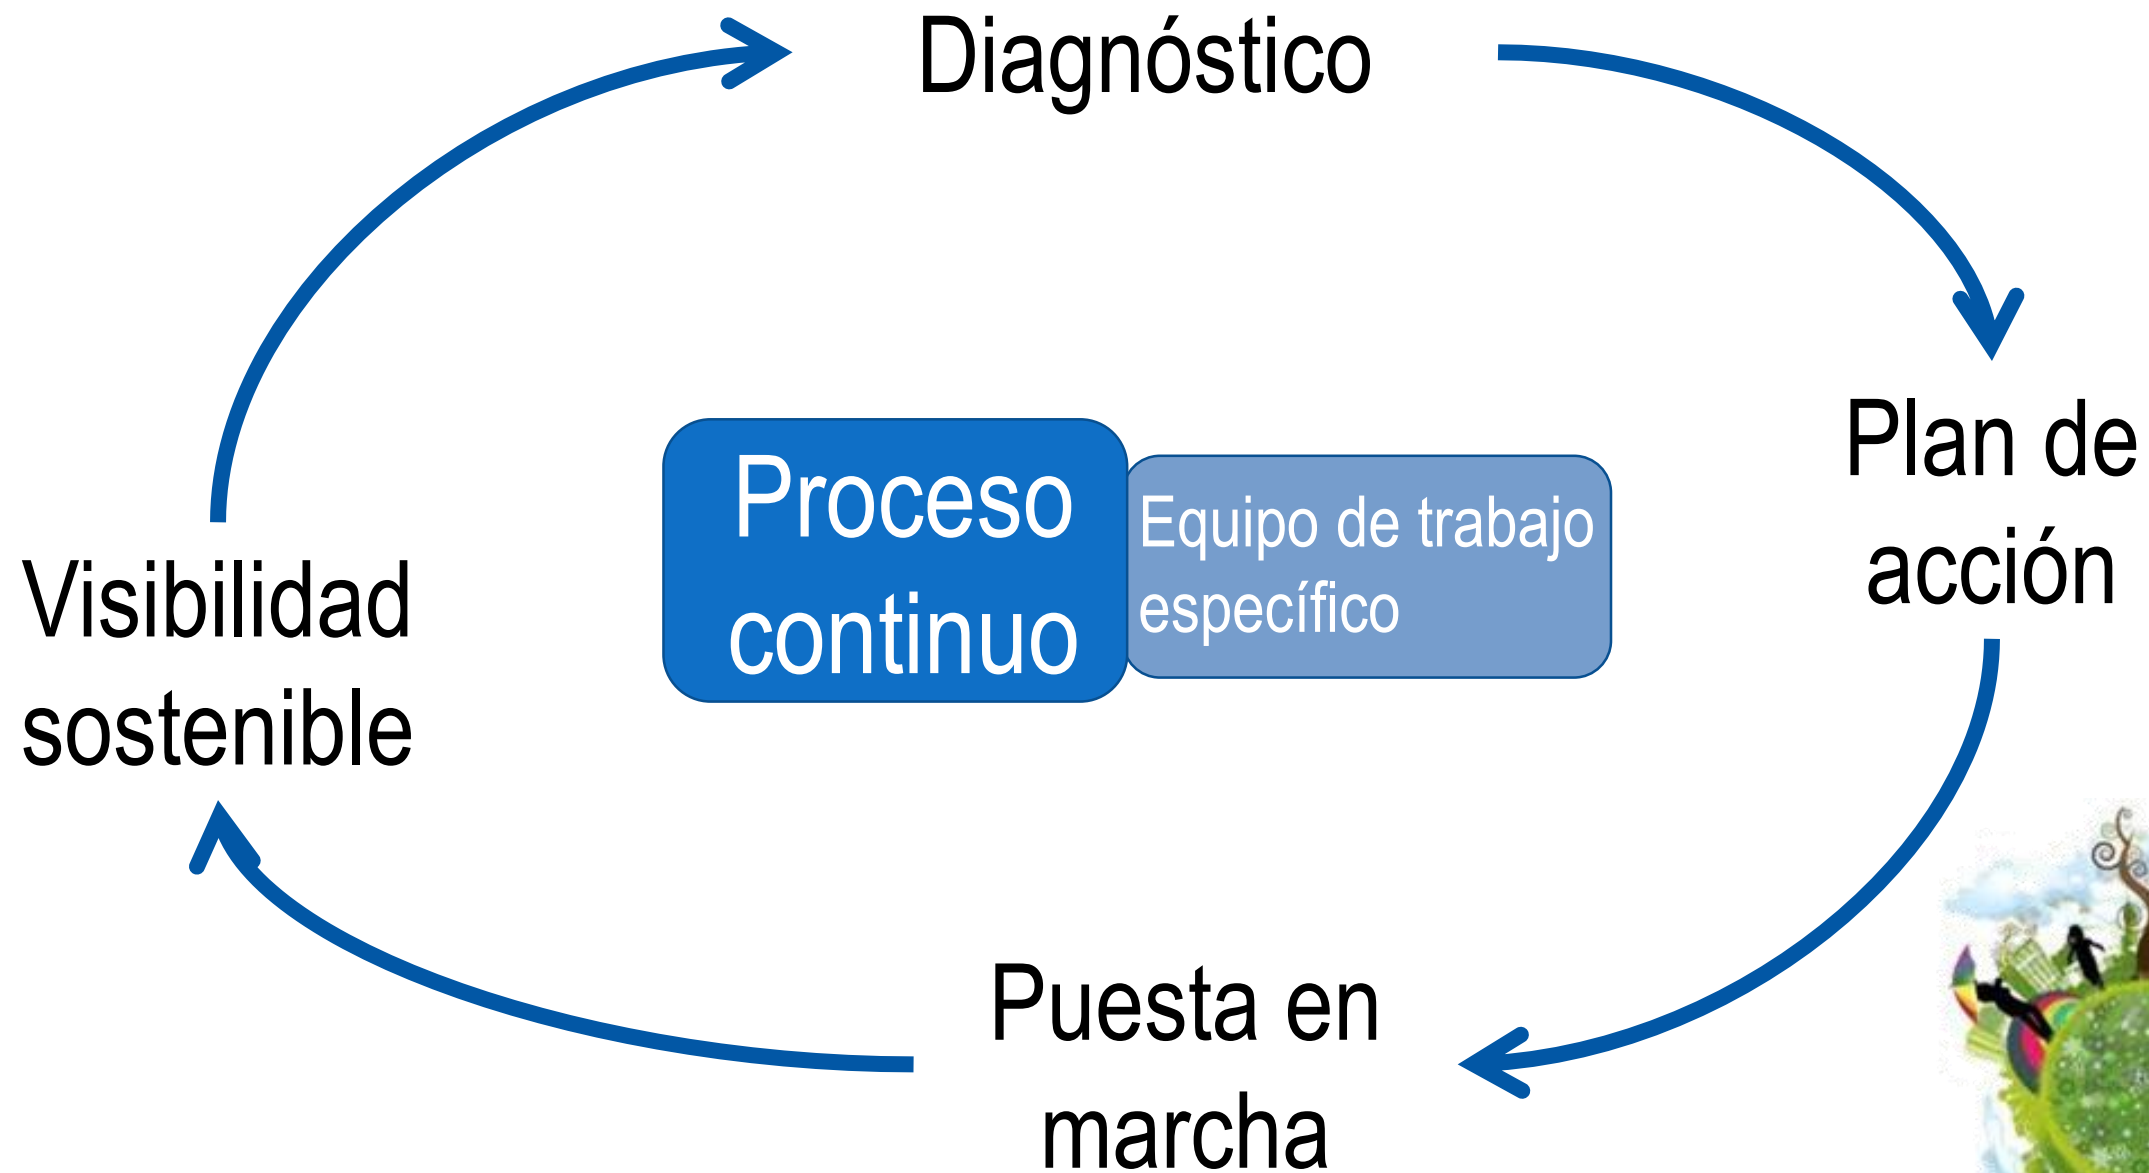 Diagnóstico
Plan de
acción
Proceso
continuo
Equipo de trabajo
específico
Visibilidad
sostenible
Puesta en
marcha